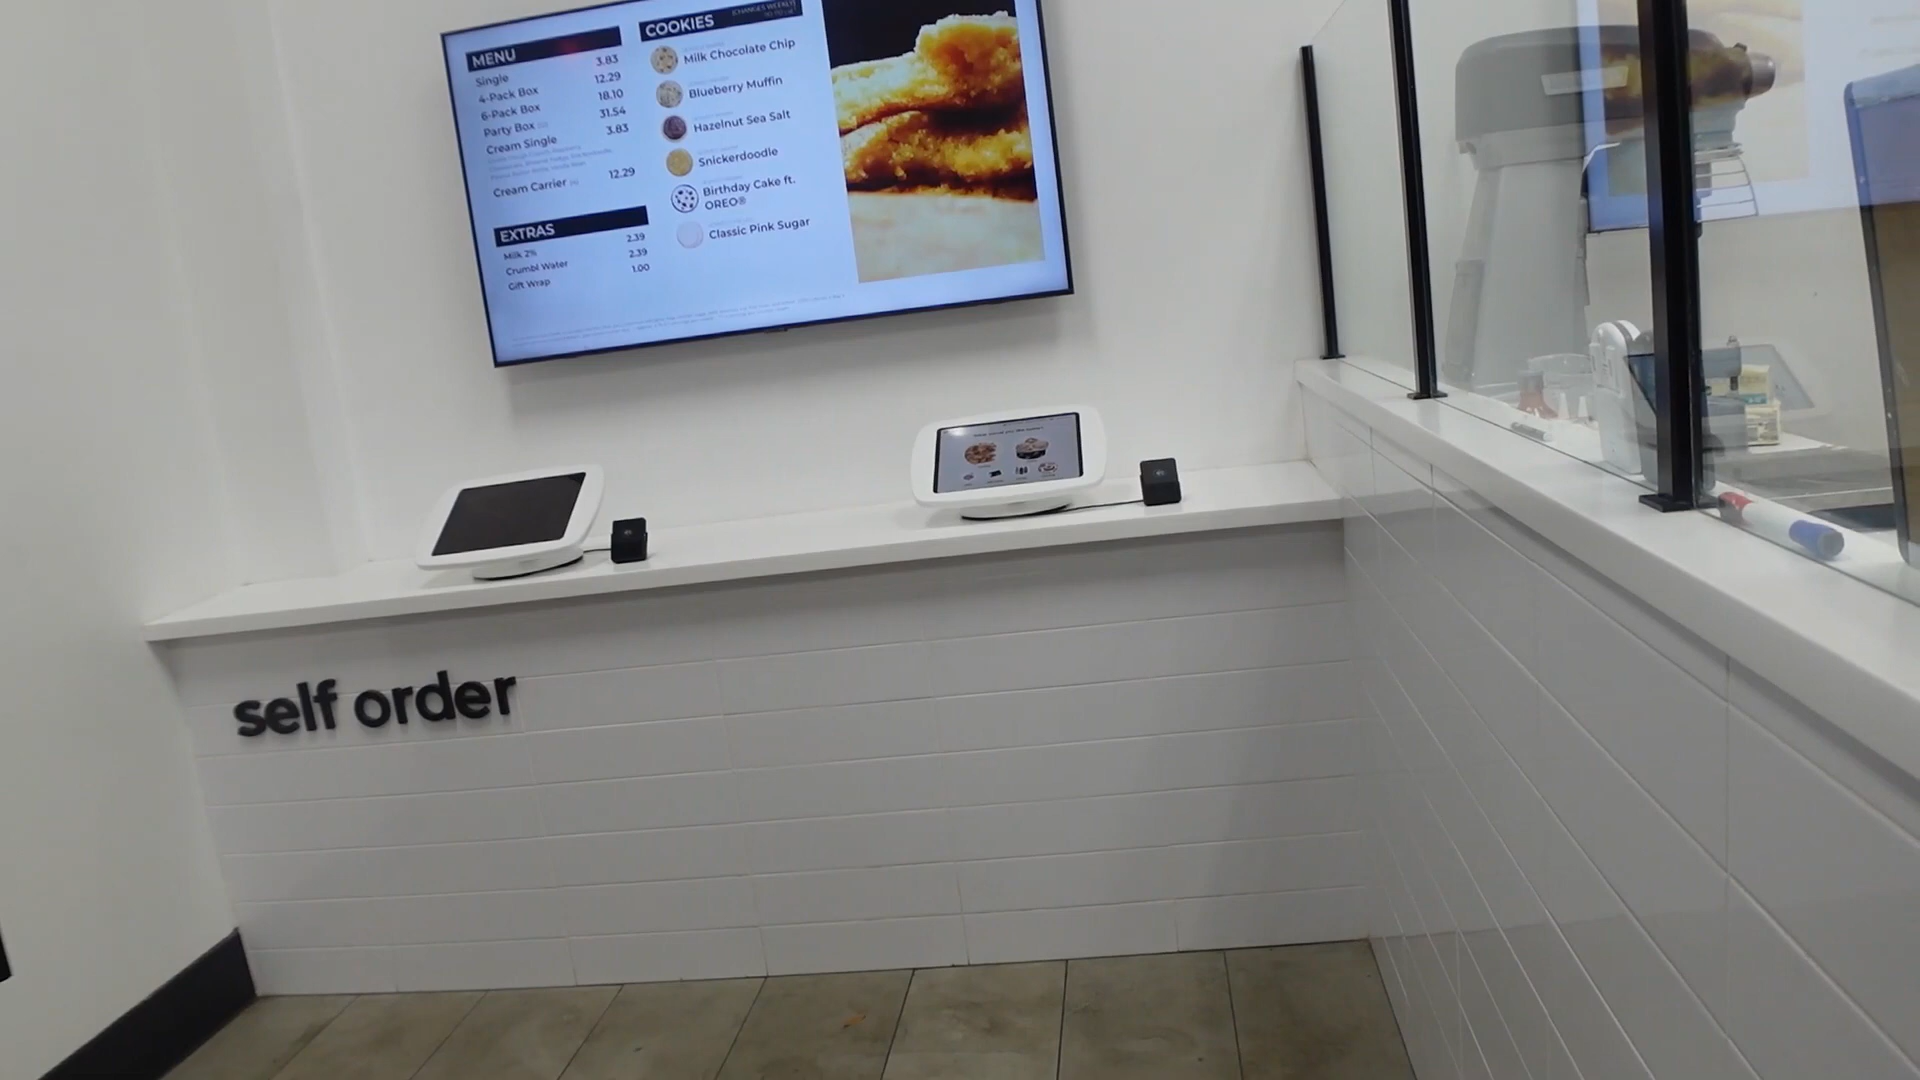 MENU
Single 3.83
4-Pack Box 12.29
6-Pack Box 18.10
Party Box 31.54
Cream Single 3.83
Cream Carrier 12.29
EXTRAS
Milk 2% 2.39
Crumbl Water 2.39
Gift Wrap 1.00
COOKIES
(CHANGES WEEKLY)
Milk Chocolate Chip
Blueberry Muffin
Hazelnut Sea Salt
Snickerdoodle
Birthday Cake ft.
OREO®
Classic Pink Sugar
self order